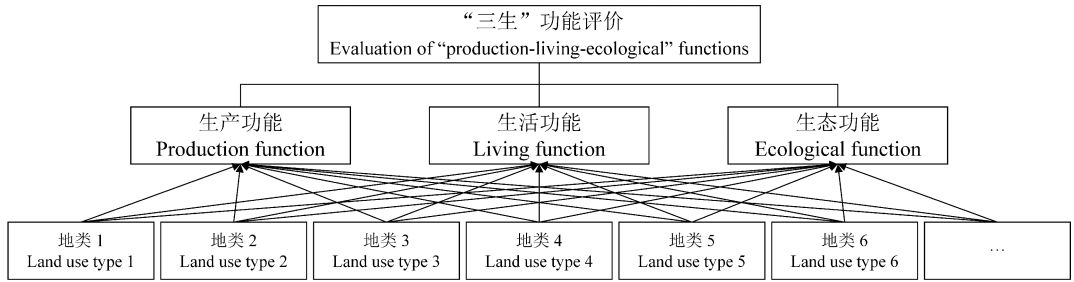 “三生”功能评价
Evaluation of “production-living-ecological” functions
生产功能
Production function
生活功能
Living function
生态功能
Ecological function
地类 1
Land use type 1
地类 2
Land use type 2
地类 3
Land use type 3
地类 4
Land use type 4
地类 5
Land use type 5
地类 6
Land use type 6
…